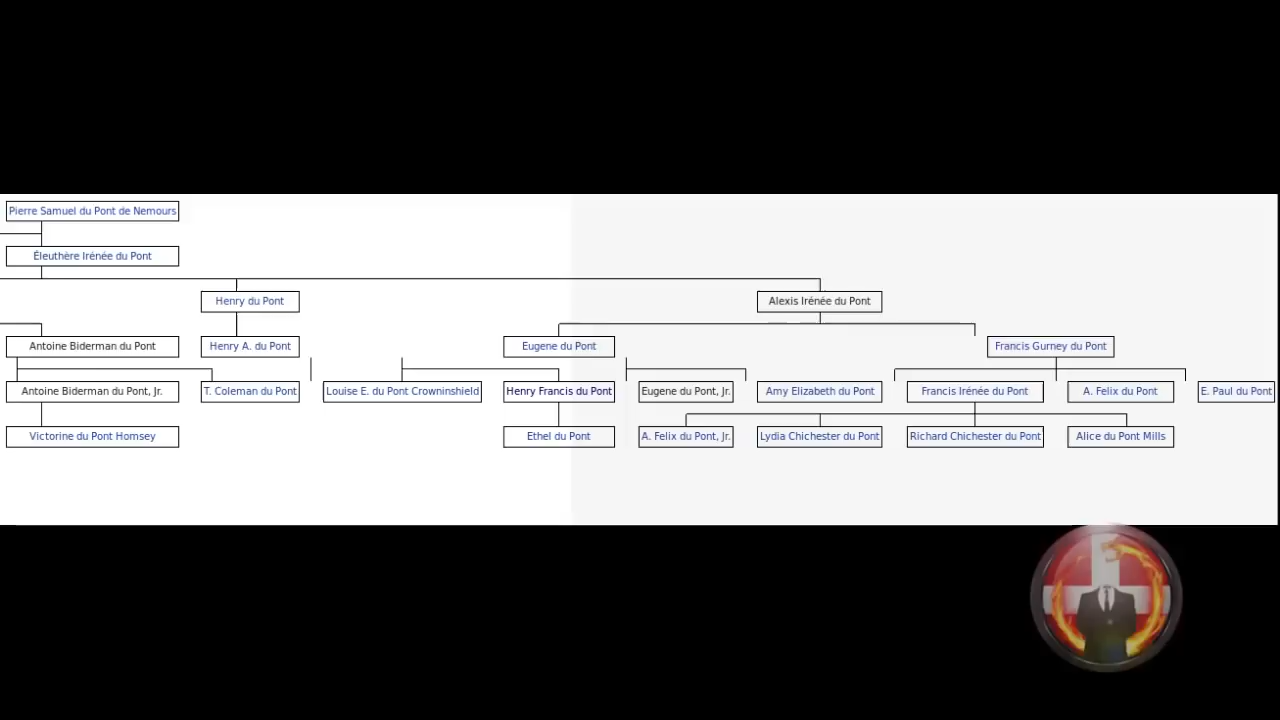 Pierre Samuel du Pont de Nemours
Éleuthère Irénée du Pont
Henry du Pont
Alexis Irénée du Pont
Antoine Biderman du Pont
Henry A. du Pont
Eugene du Pont
Francis Gurney du Pont
Antoine Biderman du Pont, Jr.
T. Coleman du Pont
Louise E. du Pont Crowninshield
Henry Francis du Pont
Eugene du Pont, Jr.
Amy Elizabeth du Pont
Francis Irénée du Pont
A. Felix du Pont
E. Paul du Pont
Victorine du Pont Homsey
Ethel du Pont
A. Felix du Pont, Jr.
Lydia Chichester du Pont
Richard Chichester du Pont
Alice du Pont Mills